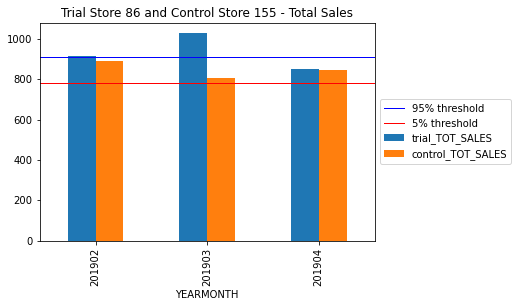 Trial Store 86 and Control Store 155 - Total Sales
1000
800
600
400
200
0
201902
201903
201904
YEARMONTH
95% threshold
5% threshold
trial_TOT_SALES
control_TOT_SALES